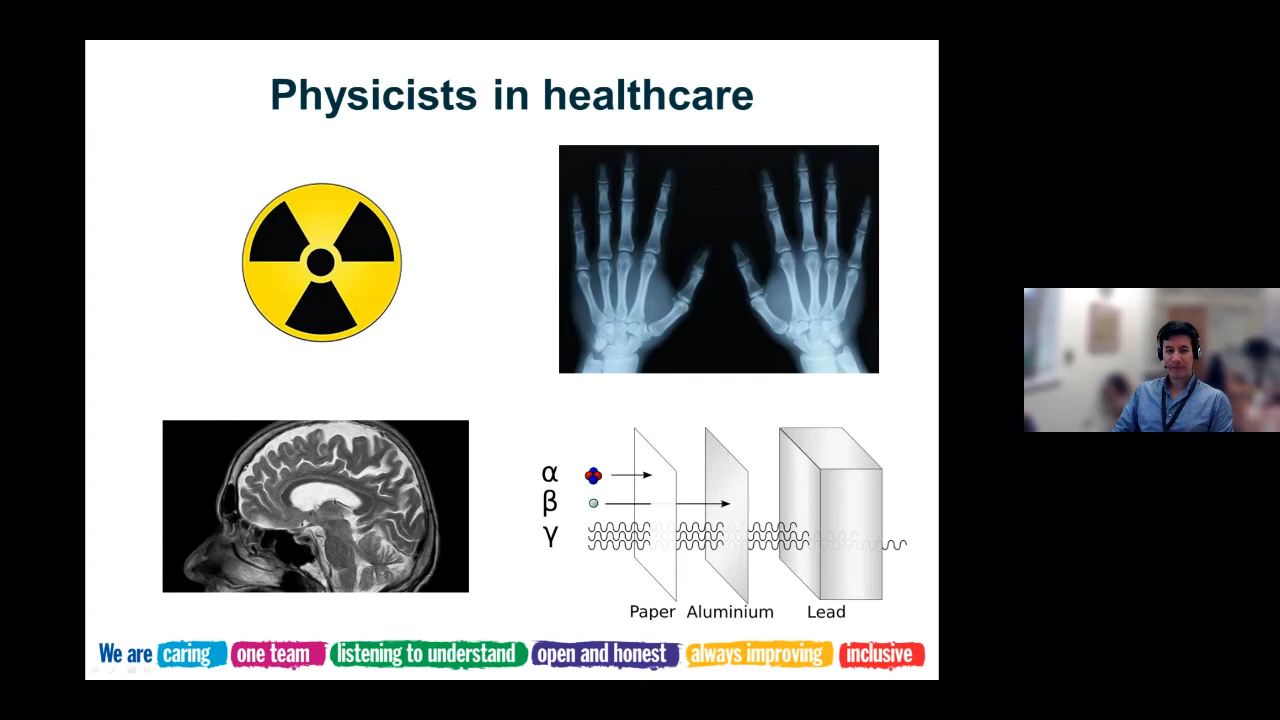 Physicists in healthcare
α
β
γ
Paper Aluminium Lead
We are caring one team listening to understand open and honest always improving inclusive